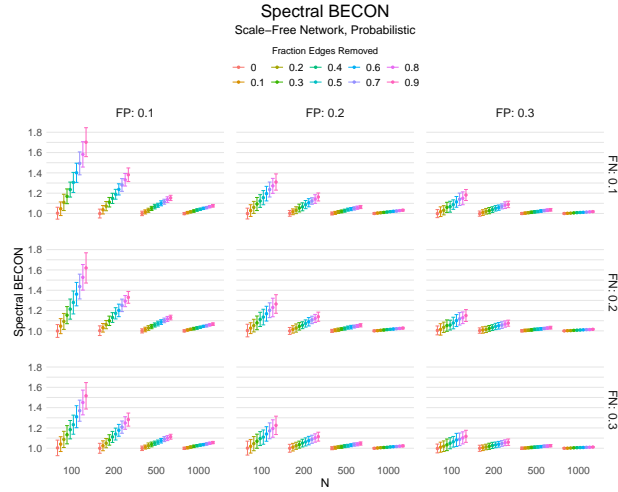 Spectral BECON
Scale−Free Network, Probabilistic
Fraction Edges Removed
0 0.2 0.4 0.6 0.8
0.1 0.3 0.5 0.7 0.9
FP: 0.1 FP: 0.2 FP: 0.3
1.8
1.6
1.4
1.2
1.0
FN: 0.1
1.8
1.6
1.4
1.2
1.0
FN: 0.2
Spectral BECON
1.8
1.6
1.4
1.2
1.0
FN: 0.3
100 200 500 1000 100 200 500 1000 100 200 500 1000
N